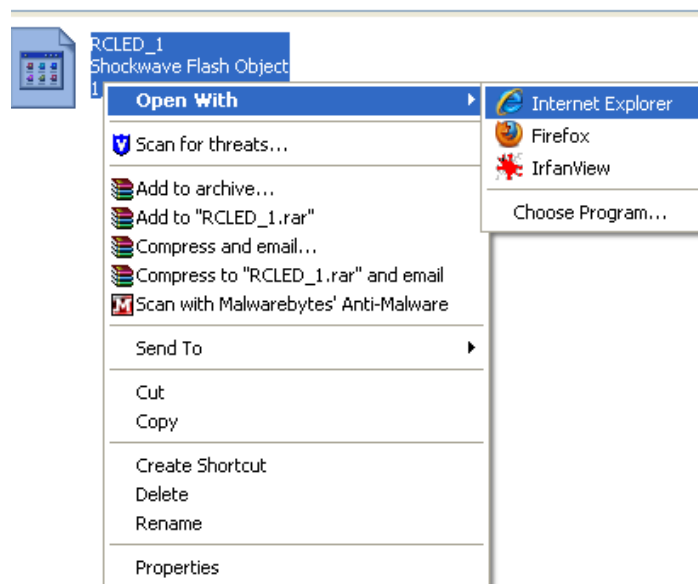 RCLED_1
Shockwave Flash Object
1
Open With
Scan for threats...
Add to archive...
Add to "RCLED_1.rar"
Compress and email...
Compress to "RCLED_1.rar" and email
Scan with Malwarebytes' Anti-Malware
Send To
Cut
Copy
Create Shortcut
Delete
Rename
Properties
Internet Explorer
Firefox
IrfanView
Choose Program...